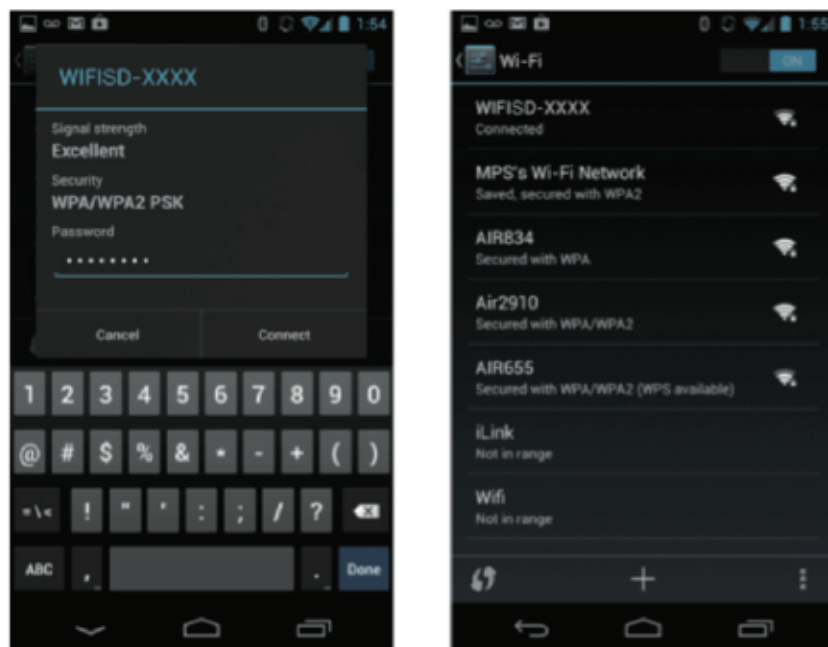 1:54
WIFISD-XXXX
Signal strength
Excellent
Security
WPA/WPA2 PSK
Password
Cancel
Connect
1 2 3 4 5 6 7 8 9 0
@ # $ % & * - + ( )
= \ < ! " ' : ; / ?
ABC , . Done
1:55
Wi-Fi
ON
WIFISD-XXXX
Connected
MPS's Wi-Fi Network
Saved, secured with WPA2
AIR834
Secured with WPA
Air2910
Secured with WPA/WPA2
AIR655
Secured with WPA/WPA2 (WPS available)
iLink
Not in range
Wifi
Not in range